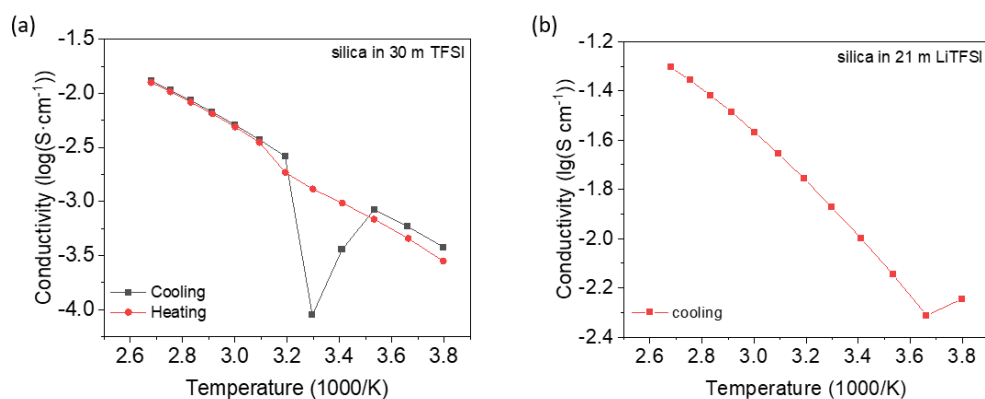 (a)
silica in 30 m TFSI
-1.5
-2.0
-2.5
-3.0
-3.5
-4.0
Conductivity (log(S·cm⁻¹))
Cooling
Heating
2.6 2.8 3.0 3.2 3.4 3.6 3.8
Temperature (1000/K)
(b)
silica in 21 m LiTFSI
-1.2
-1.4
-1.6
-1.8
-2.0
-2.2
-2.4
Conductivity (lg(S cm⁻¹))
cooling
2.6 2.8 3.0 3.2 3.4 3.6 3.8
Temperature (1000/K)